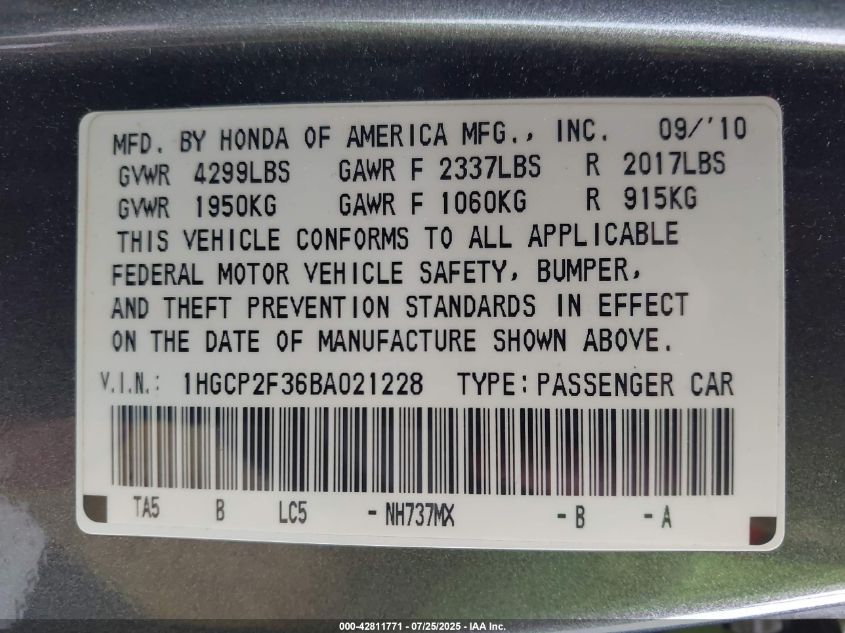 MFD. BY HONDA OF AMERICA MFG., INC. 09/'10
GVWR 4299LBS GAWR F 2337LBS R 2017LBS
GVWR 1950KG GAWR F 1060KG R 915KG
THIS VEHICLE CONFORMS TO ALL APPLICABLE
FEDERAL MOTOR VEHICLE SAFETY, BUMPER,
AND THEFT PREVENTION STANDARDS IN EFFECT
ON THE DATE OF MANUFACTURE SHOWN ABOVE.
V.I.N.: 1HGCP2F36BA021228 TYPE: PASSENGER CAR
TA5 B LC5 - NH737MX - B - A
000-42811771 - 07/25/2025 - IAA Inc.